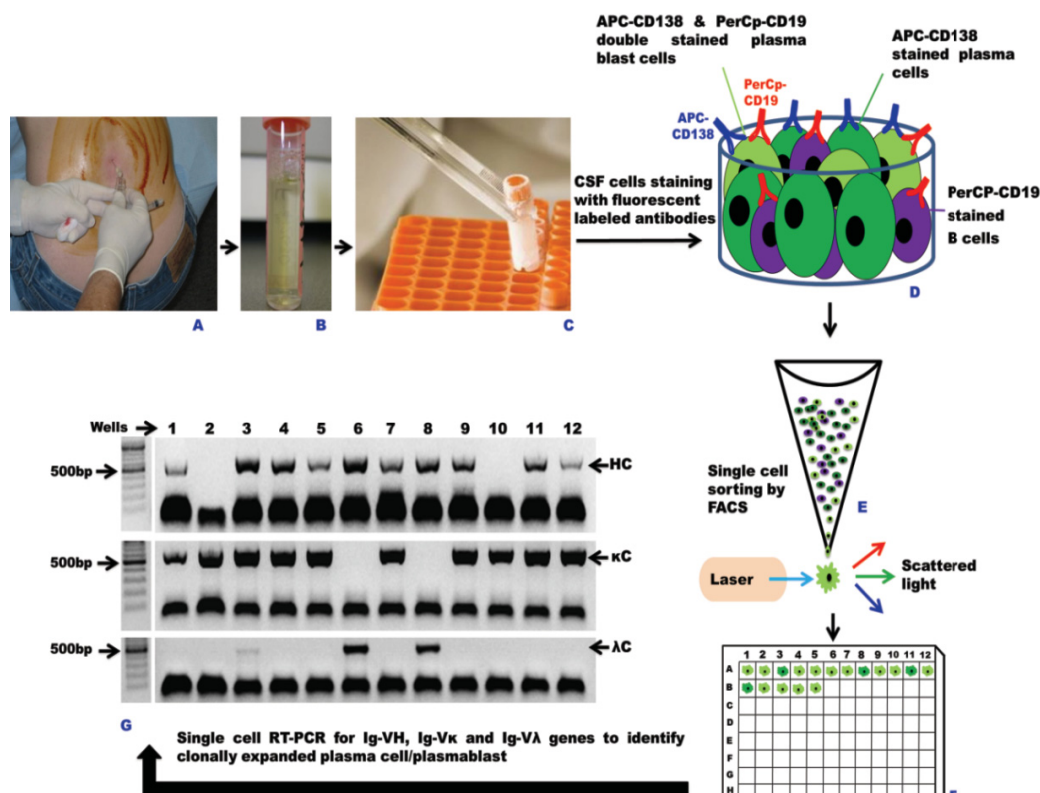 APC-CD138 & PerCp-CD19
double stained plasma
blast cells
APC-CD138
stained plasma
cells
PerCp-
CD19
APC-
CD138
CSF cells staining
with fluorescent
labeled antibodies
PerCP-CD19
stained
B cells
A
B
C
D
Wells
1 2 3 4 5 6 7 8 9 10 11 12
500bp
HC
500bp
κC
500bp
λC
G
Single cell
sorting by
FACS
E
Laser
Scattered
light
1 2 3 4 5 6 7 8 9 10 11 12
A
B
C
D
E
F
G
H
Single cell RT-PCR for Ig-VH, Ig-Vκ and Ig-Vλ genes to identify
clonally expanded plasma cell/plasmablast